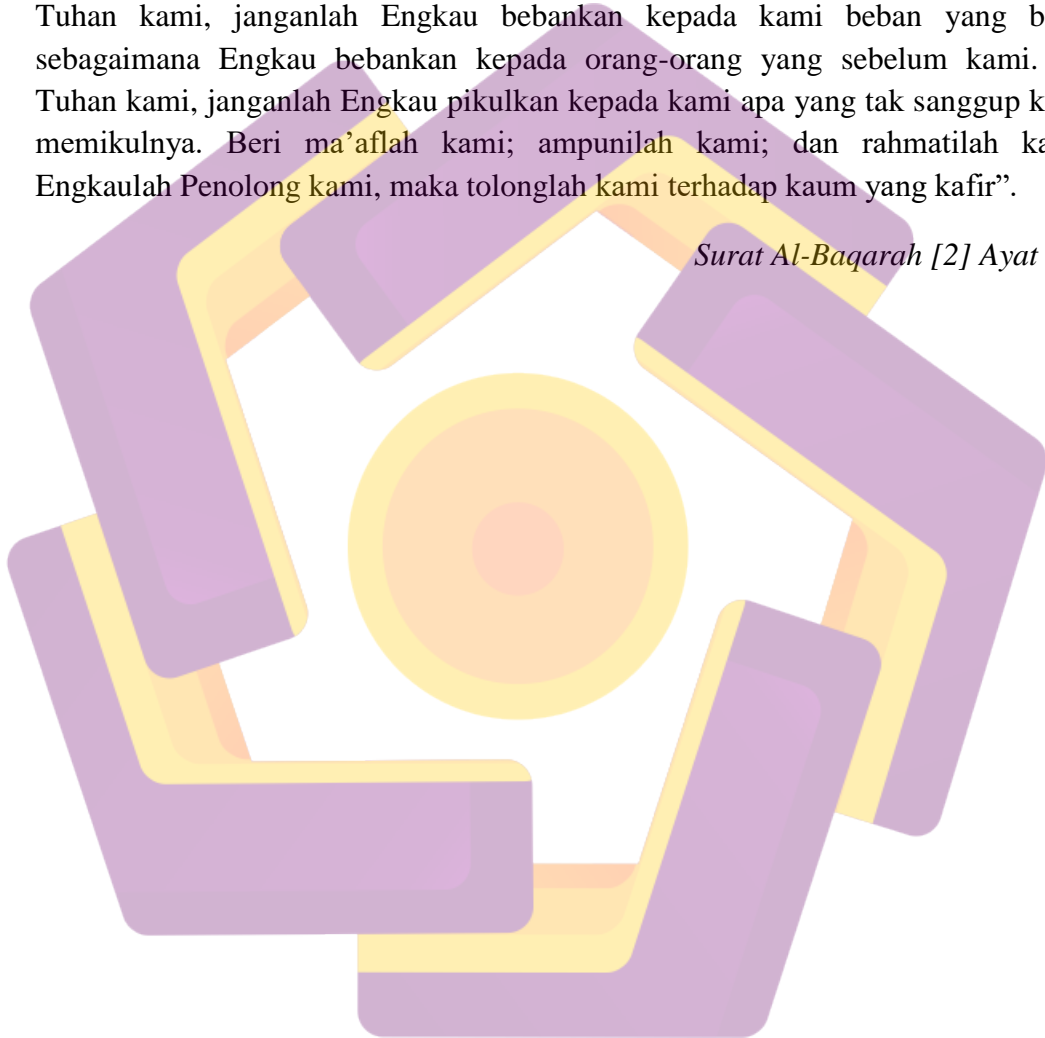 Tuhan kami, janganlah Engkau bebankan kepada kami beban yang b
sebagaimana Engkau bebankan kepada orang-orang yang sebelum kami.
Tuhan kami, janganlah Engkau pikulkan kepada kami apa yang tak sanggup k
memikulnya. Beri ma’aflah kami; ampunilah kami; dan rahmatilah ka
Engkaulah Penolong kami, maka tolonglah kami terhadap kaum yang kafir”.
Surat Al-Baqarah [2] Ayat